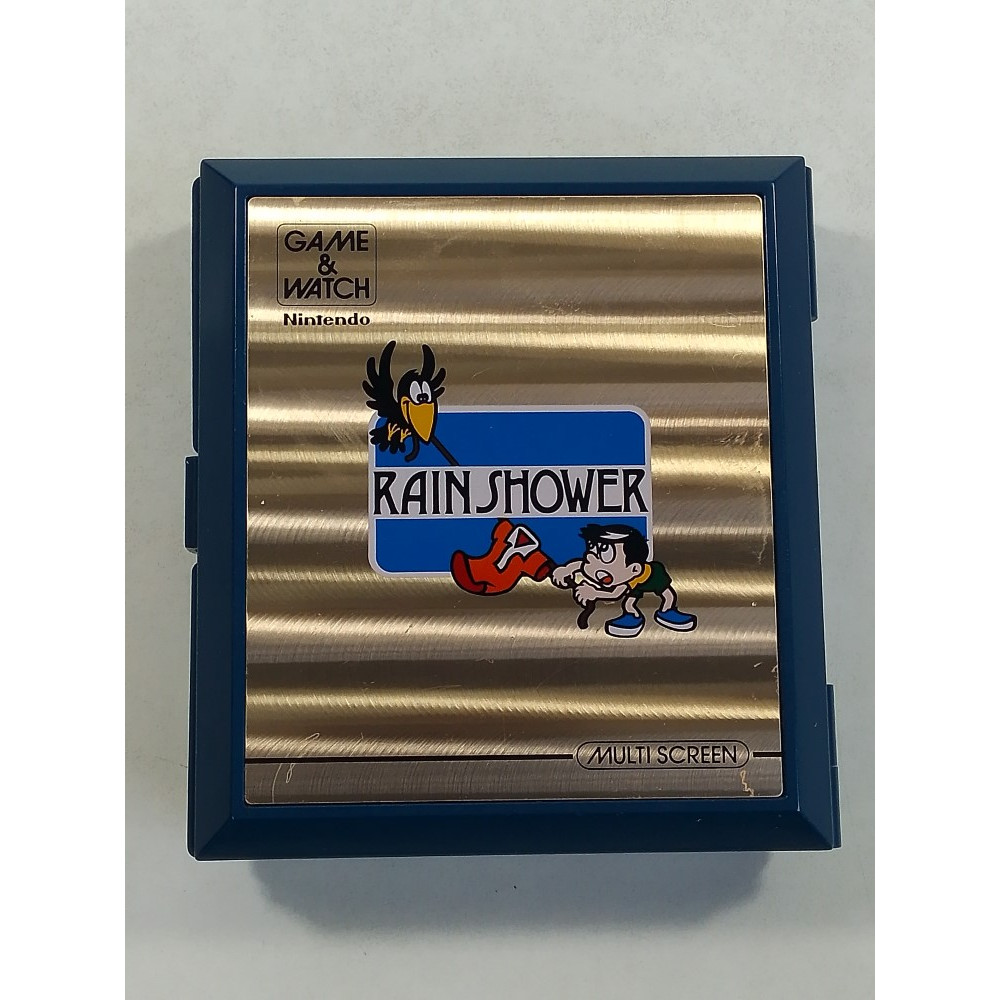 GAME
&
WATCH
Nintendo
RAIN SHOWER
MULTI SCREEN